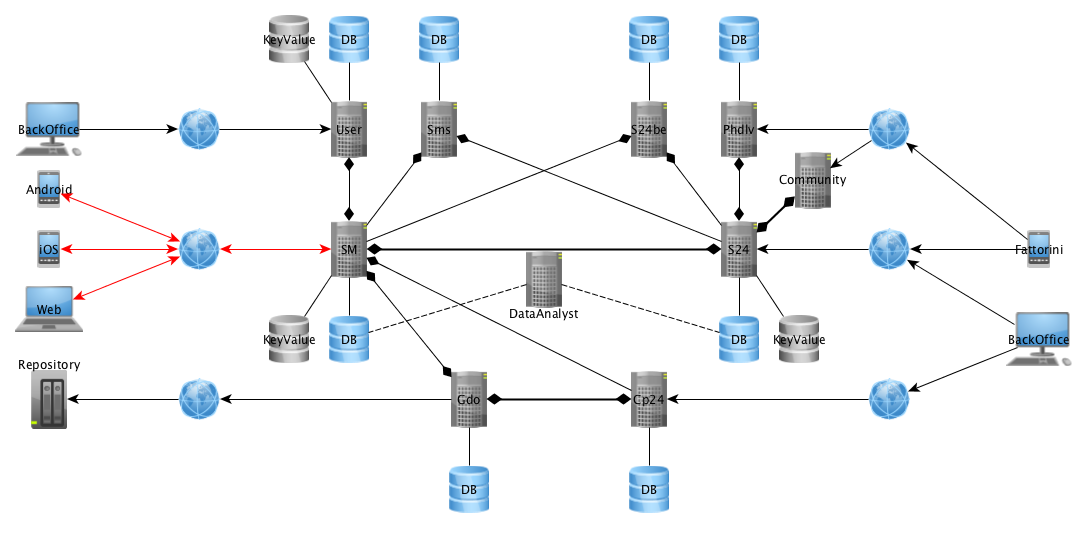 KeyValue
DB
DB
DB
DB
BackOffice
User
Sms
S24be
Phdlv
Android
Community
iOS
SM
S24
Fattorini
Web
DataAnalyst
KeyValue
DB
DB
KeyValue
BackOffice
Repository
Gdo
Cp24
DB
DB